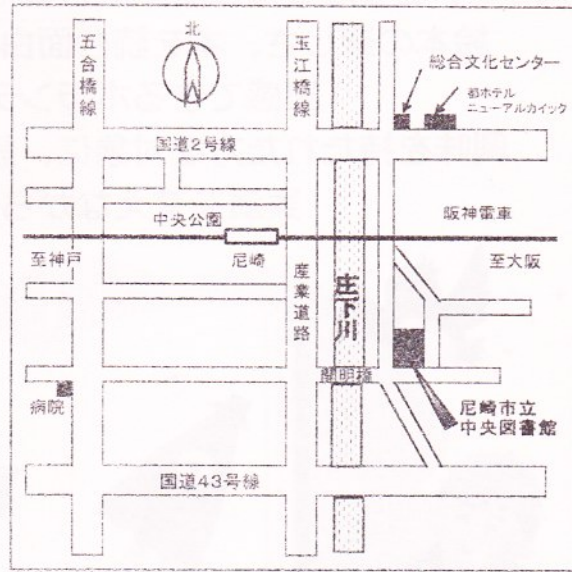 北
五合橋線
玉江橋線
総合文化センター
都ホテル
ニューアルカイック
国道2号線
中央公園
阪神電車
至神戸
尼崎
至大阪
産業道路
庄下川
開明橋
病院
尼崎市立
中央図書館
国道43号線